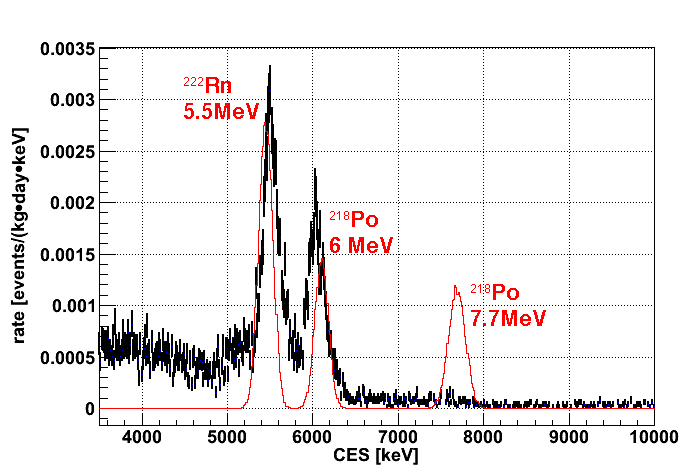 0.0035
0.003
0.0025
0.002
0.0015
0.001
0.0005
0
rate [events/(kg•day•keV]
²²²Rn
5.5MeV
²¹⁸Po
6 MeV
²¹⁸Po
7.7MeV
4000 5000 6000 7000 8000 9000 10000
CES [keV]